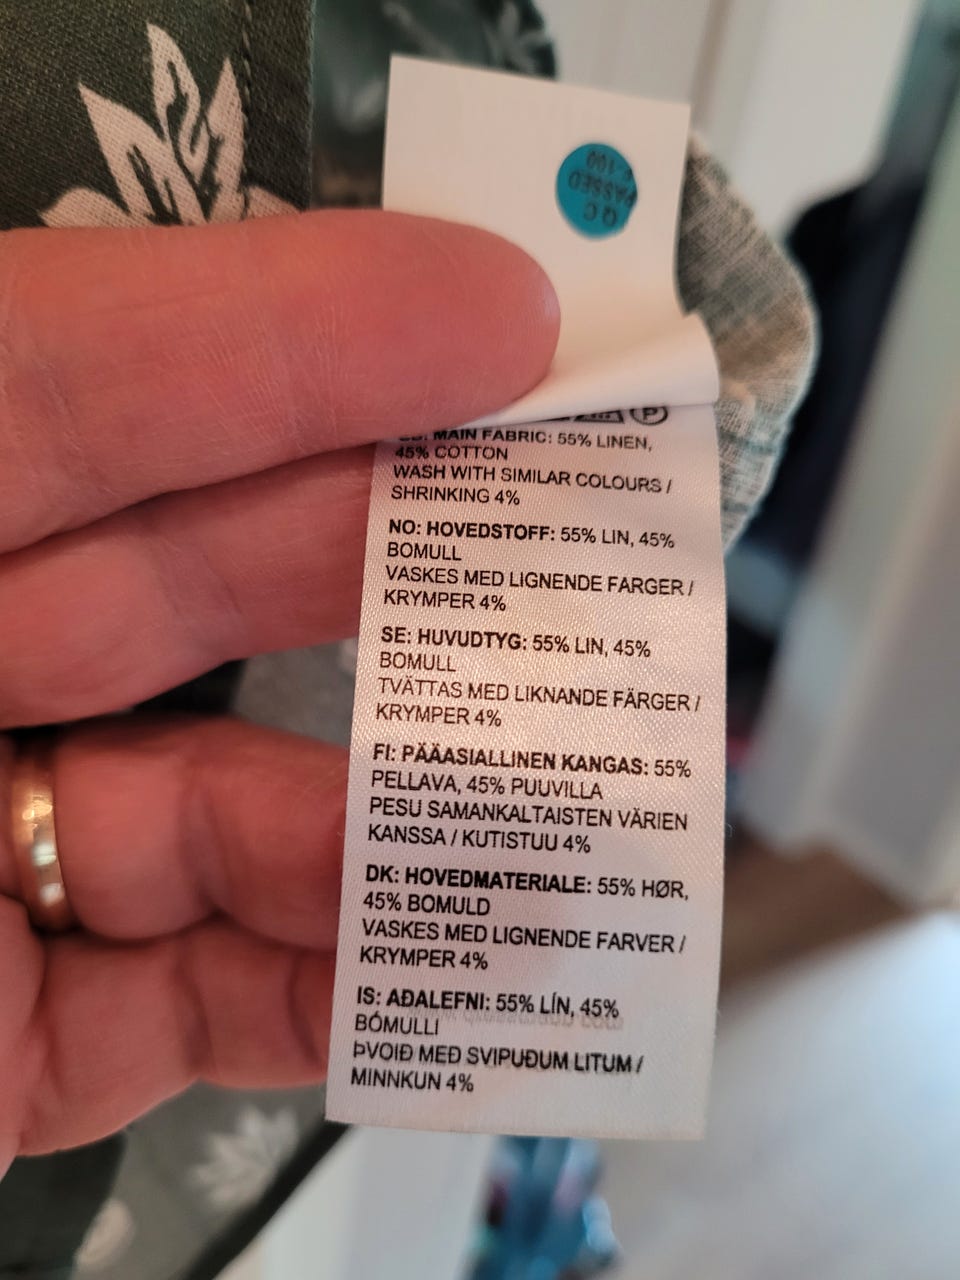 QC
PASSED
P
GB: MAIN FABRIC: 55% LINEN,
45% COTTON
WASH WITH SIMILAR COLOURS /
SHRINKING 4%
NO: HOVEDSTOFF: 55% LIN, 45%
BOMULL
VASKES MED LIGNENDE FARGER /
KRYMPER 4%
SE: HUVUDTYG: 55% LIN, 45%
BOMULL
TVÄTTAS MED LIKNANDE FÄRGER /
KRYMPER 4%
FI: PÄÄASIALLINEN KANGAS: 55%
PELLAVA, 45% PUUVILLA
PESU SAMANKALTAISTEN VÄRIEN
KANSSA / KUTISTUU 4%
DK: HOVEDMATERIALE: 55% HØR,
45% BOMULD
VASKES MED LIGNENDE FARVER /
KRYMPER 4%
IS: AÐALEFNI: 55% LÍN, 45%
BÓMULLI
ÞVOIÐ MEÐ SVIPUÐUM LITUM /
MINNKUN 4%